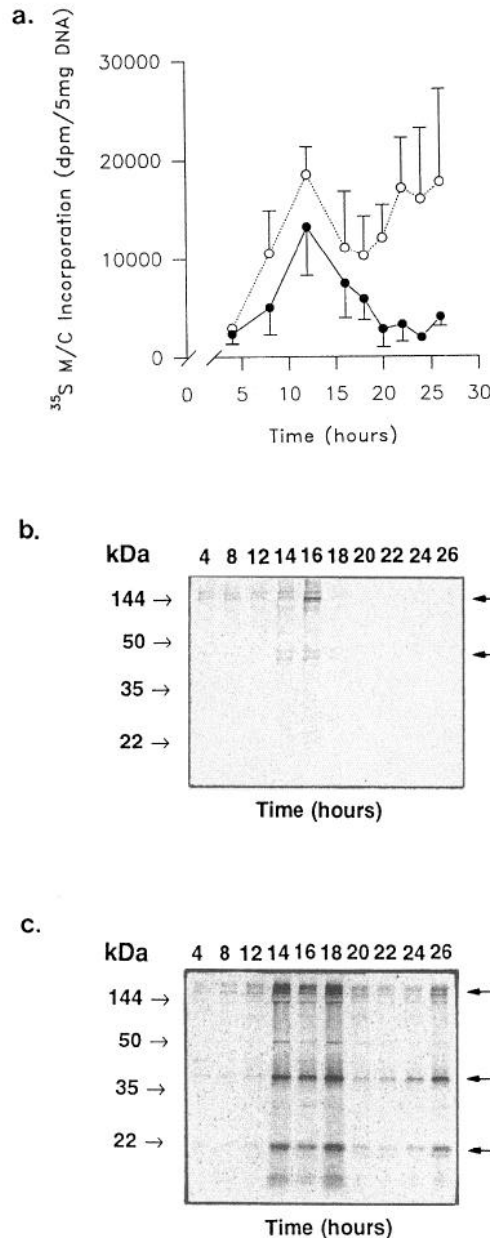 a.
³⁵S M/C Incorporation (dpm/5mg DNA)
30000
20000
10000
0
0 5 10 15 20 25 30
Time (hours)
b.
kDa 4 8 12 14 16 18 20 22 24 26
144 →
50 →
35 →
22 →
Time (hours)
c.
kDa 4 8 12 14 16 18 20 22 24 26
144 →
50 →
35 →
22 →
Time (hours)